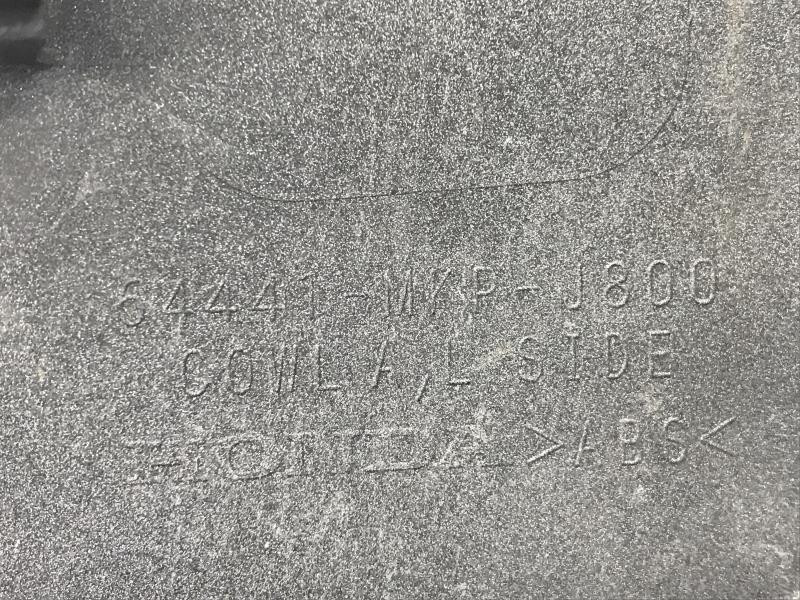 64441-MKP-J800
COWL A,L SIDE
HONDA >ABS<